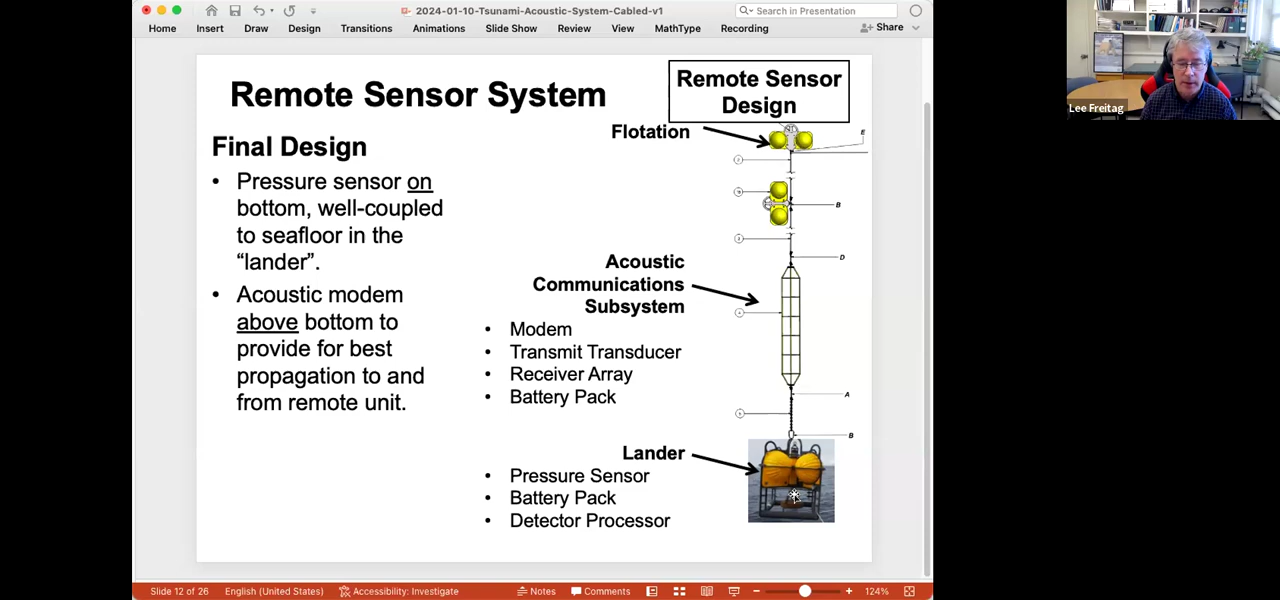 2024-01-10-Tsunami-Acoustic-System-Cabled-v1
Search in Presentation
Home Insert Draw Design Transitions Animations Slide Show Review View MathType Recording Share
Lee Freitag
Remote Sensor System
Remote Sensor
Design
Final Design
• Pressure sensor on
bottom, well-coupled
to seafloor in the
“lander”.
• Acoustic modem
above bottom to
provide for best
propagation to and
from remote unit.
Flotation
Acoustic
Communications
Subsystem
• Modem
• Transmit Transducer
• Receiver Array
• Battery Pack
Lander
• Pressure Sensor
• Battery Pack
• Detector Processor
E
B
D
A
B
Slide 12 of 26 English (United States) Accessibility: Investigate Notes Comments 124%